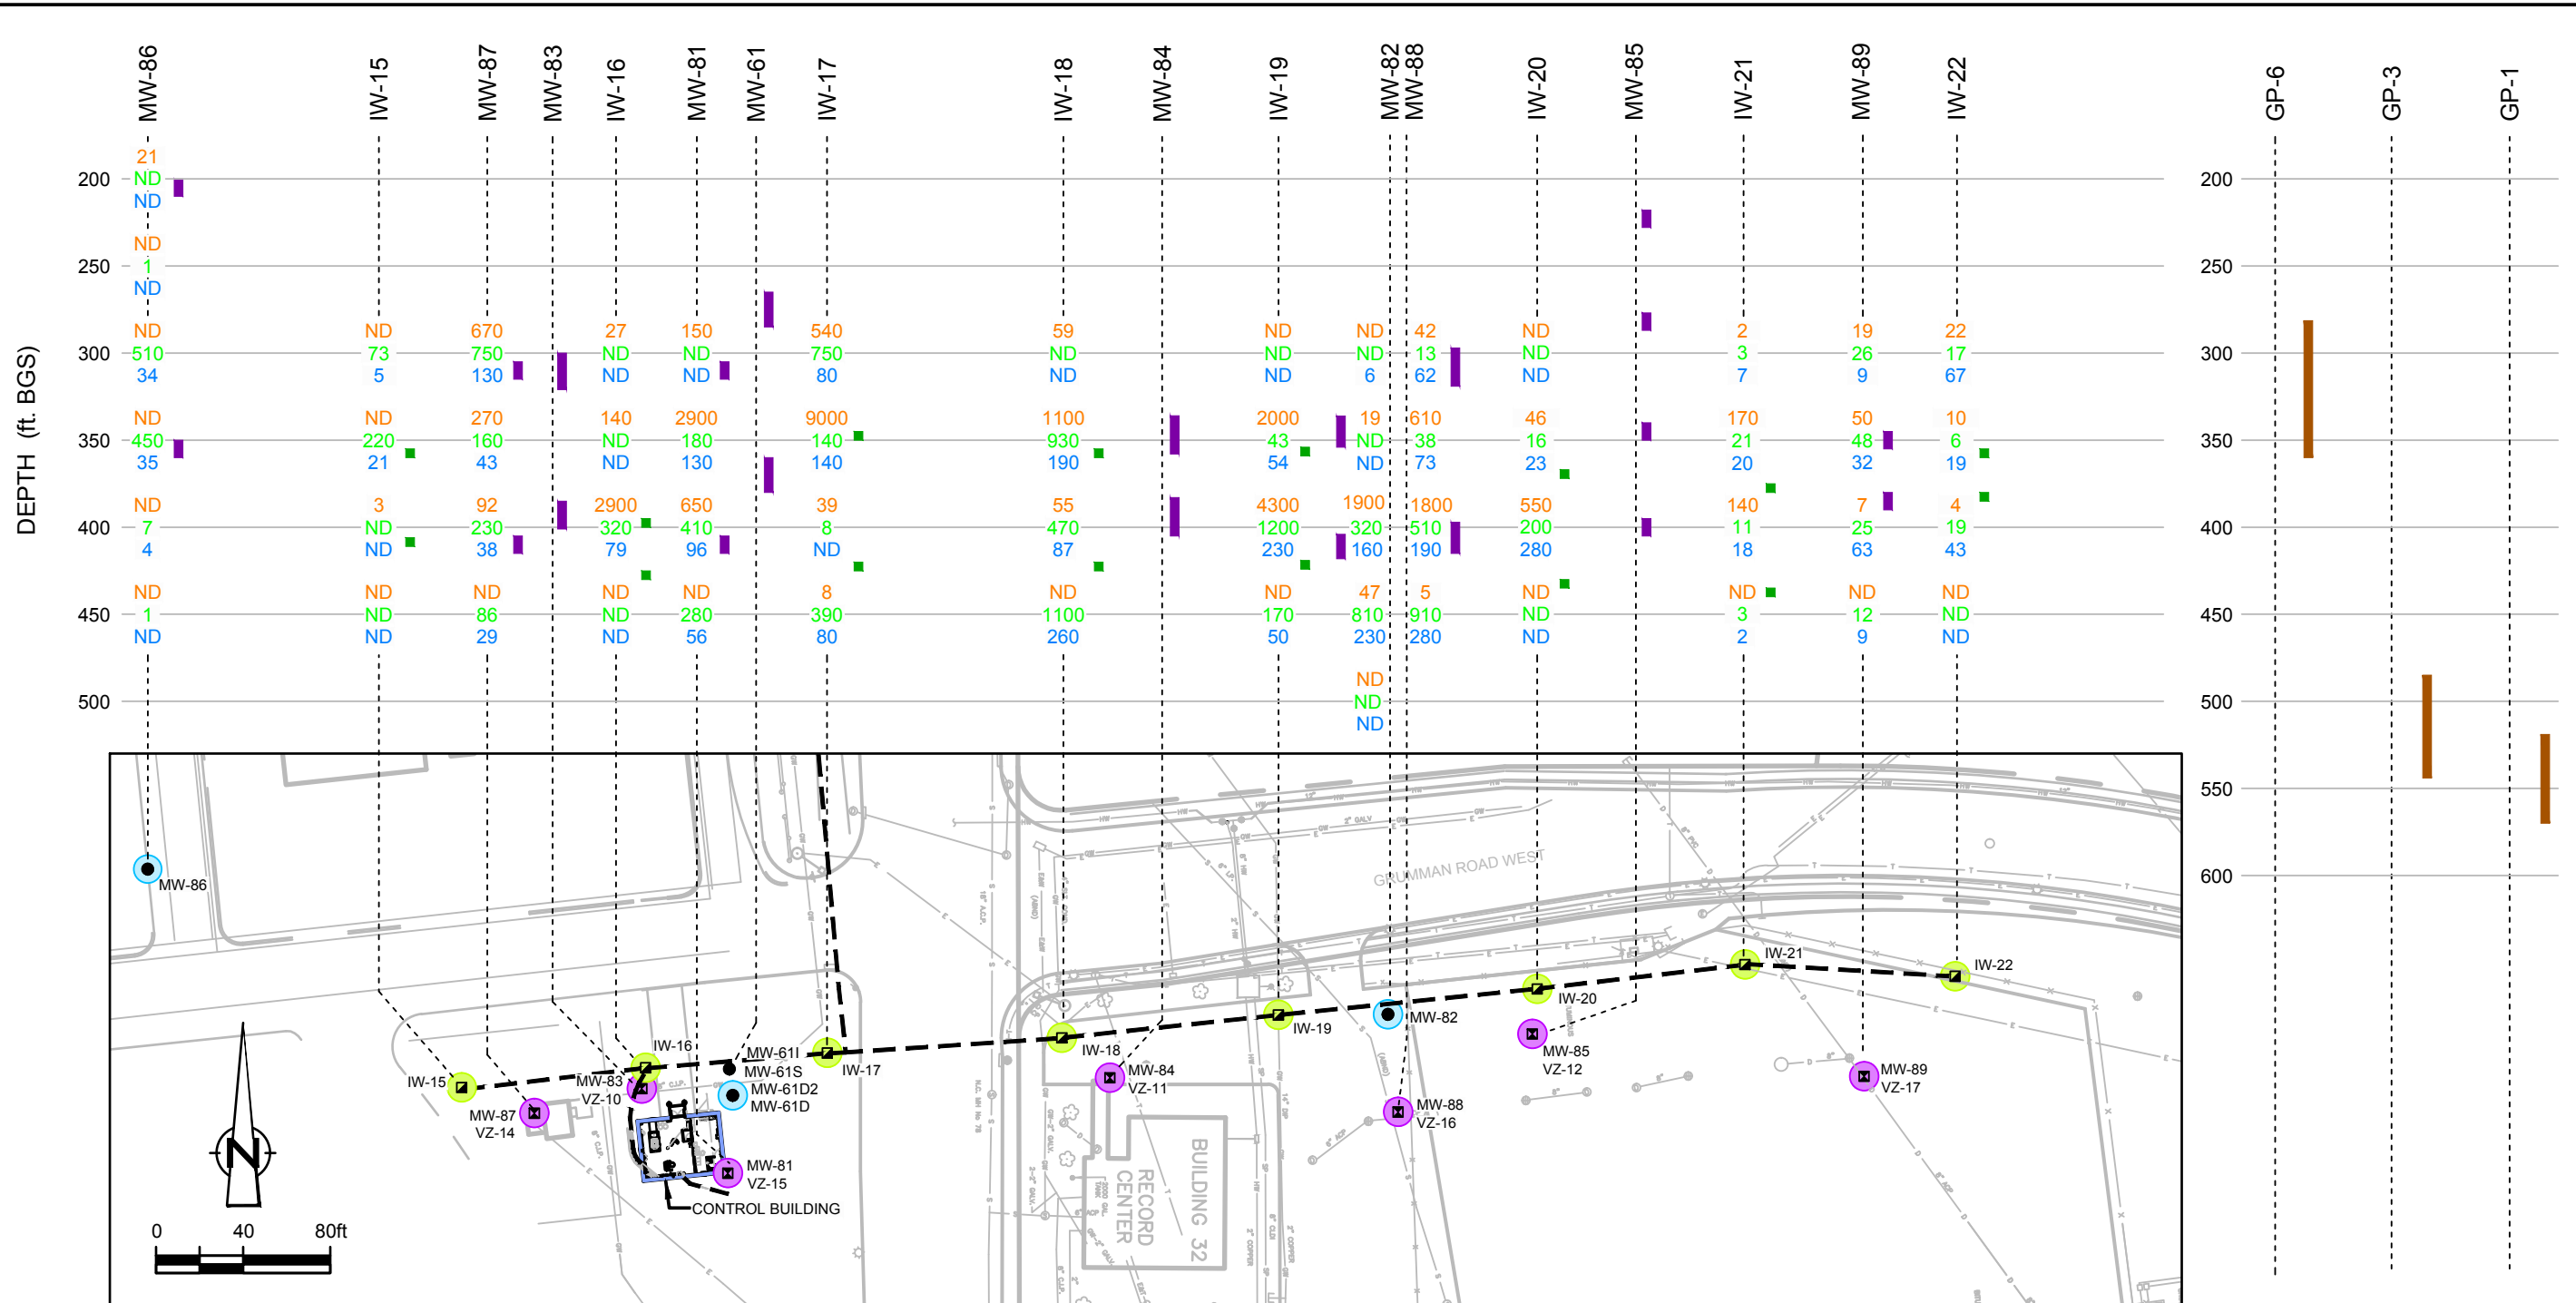 MW-86 IW-15 MW-87 MW-83 IW-16 MW-81 MW-61 IW-17 IW-18 MW-84 IW-19 MW-82 MW-88 IW-20 MW-85 IW-21 MW-89 IW-22 GP-6 GP-3 GP-1
DEPTH (ft. BGS)
21
200 ND 200
ND
ND
250 1 250
ND
ND ND 670 27 150 540 59 ND ND 42 ND 2 19 22
300 510 73 750 ND ND 750 ND ND ND 13 ND 3 26 17 300
34 5 130 ND ND 80 ND ND 6 62 ND 7 9 67
ND ND 270 140 2900 9000 1100 2000 19 610 46 170 50 10
350 450 220 160 ND 180 140 930 43 ND 38 16 21 48 6 350
35 21 43 ND 130 140 190 54 ND 73 23 20 32 19
ND 3 92 2900 650 39 55 4300 1900 1800 550 140 7 4
400 7 ND 230 320 410 8 470 1200 320 510 200 11 25 19 400
4 ND 38 79 96 ND 87 230 160 190 280 18 63 43
ND ND ND ND ND 8 ND ND 47 5 ND ND ND ND
450 1 ND 86 ND 280 390 1100 170 810 910 ND 3 12 ND 450
ND ND 29 ND 56 80 260 50 230 280 ND 2 9 ND
ND
500 ND 500
ND
550
600
MW-86
GRUMMAN ROAD WEST
IW-21
IW-22
IW-20
MW-82
IW-19
IW-18
IW-17
IW-16
MW-61I
MW-61S
MW-61D2
MW-61D
IW-15
MW-83
VZ-10
MW-87
VZ-14
MW-84
VZ-11
MW-85
VZ-12
MW-88
VZ-16
MW-89
VZ-17
MW-81
VZ-15
CONTROL BUILDING
BUILDING 32
RECORD
CENTER
N
0 40 80ft